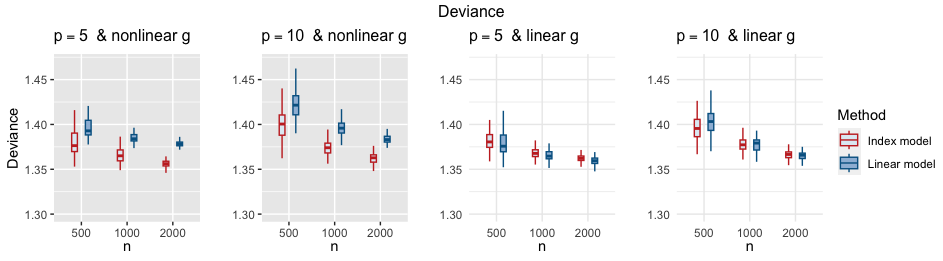 Deviance
p = 5 & nonlinear g
p = 10 & nonlinear g
p = 5 & linear g
p = 10 & linear g
Deviance
1.45
1.40
1.35
1.30
500 1000 2000
n
1.45
1.40
1.35
1.30
500 1000 2000
n
1.45
1.40
1.35
1.30
500 1000 2000
n
1.45
1.40
1.35
1.30
500 1000 2000
n
Method
Index model
Linear model